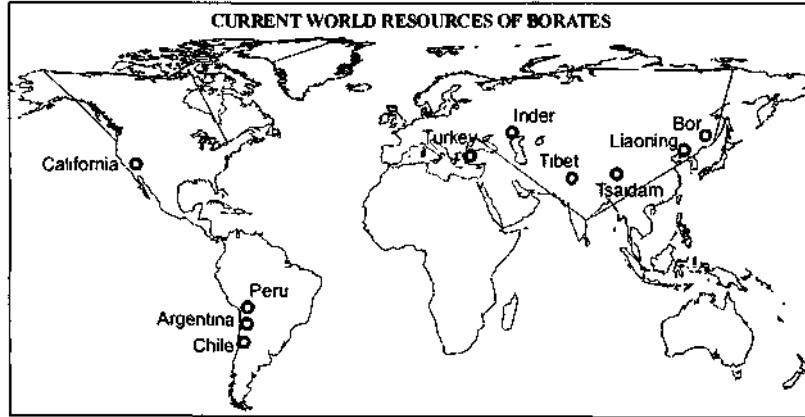 CURRENT WORLD RESOURCES OF BORATES
Inder
Bor
Turkey
Liaoning
California
Tibet
Tsaidam
Peru
Argentina
Chile